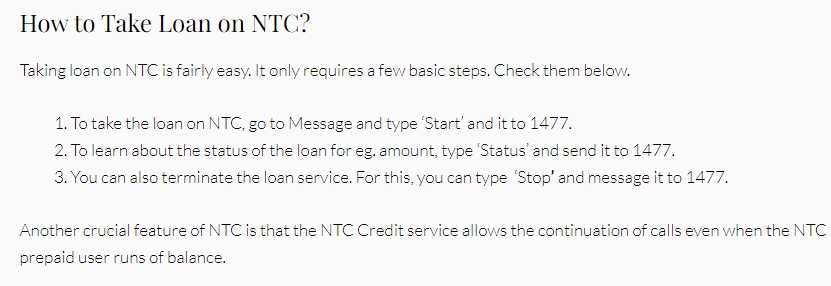 How to Take Loan on NTC?
Taking loan on NTC is fairly easy. It only requires a few basic steps. Check them below.
1. To take the loan on NTC, go to Message and type ‘Start’ and it to 1477.
2. To learn about the status of the loan for eg. amount, type ‘Status’ and send it to 1477.
3. You can also terminate the loan service. For this, you can type ‘Stop’ and message it to 1477.
Another crucial feature of NTC is that the NTC Credit service allows the continuation of calls even when the NTC
prepaid user runs of balance.